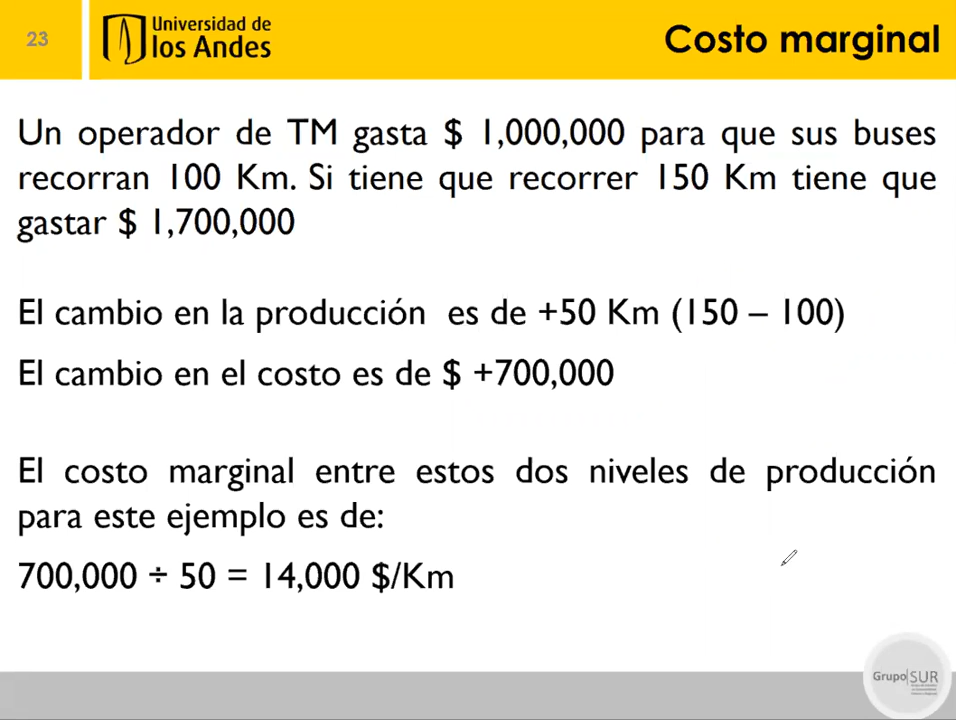 23
Universidad de
los Andes
Costo marginal
Un operador de TM gasta $ 1,000,000 para que sus buses
recorran 100 Km. Si tiene que recorrer 150 Km tiene que
gastar $ 1,700,000
El cambio en la producción es de +50 Km (150 – 100)
El cambio en el costo es de $ +700,000
El costo marginal entre estos dos niveles de producción
para este ejemplo es de:
700,000 ÷ 50 = 14,000 $/Km
Grupo|SUR